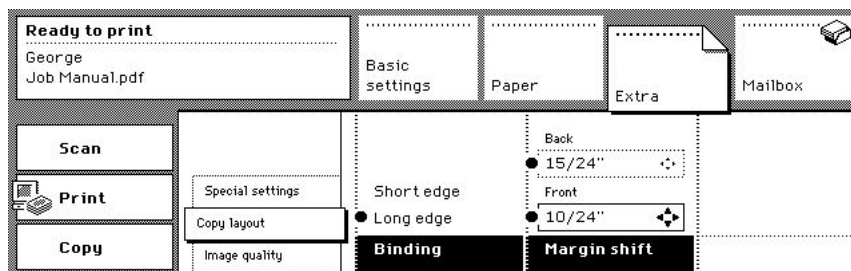 Ready to print
George
Job Manual.pdf
Basic
settings
Paper
Extra
Mailbox
Scan
Print
Copy
Special settings
Copy layout
Image quality
Short edge
Long edge
Binding
Back
15/24"
Front
10/24"
Margin shift